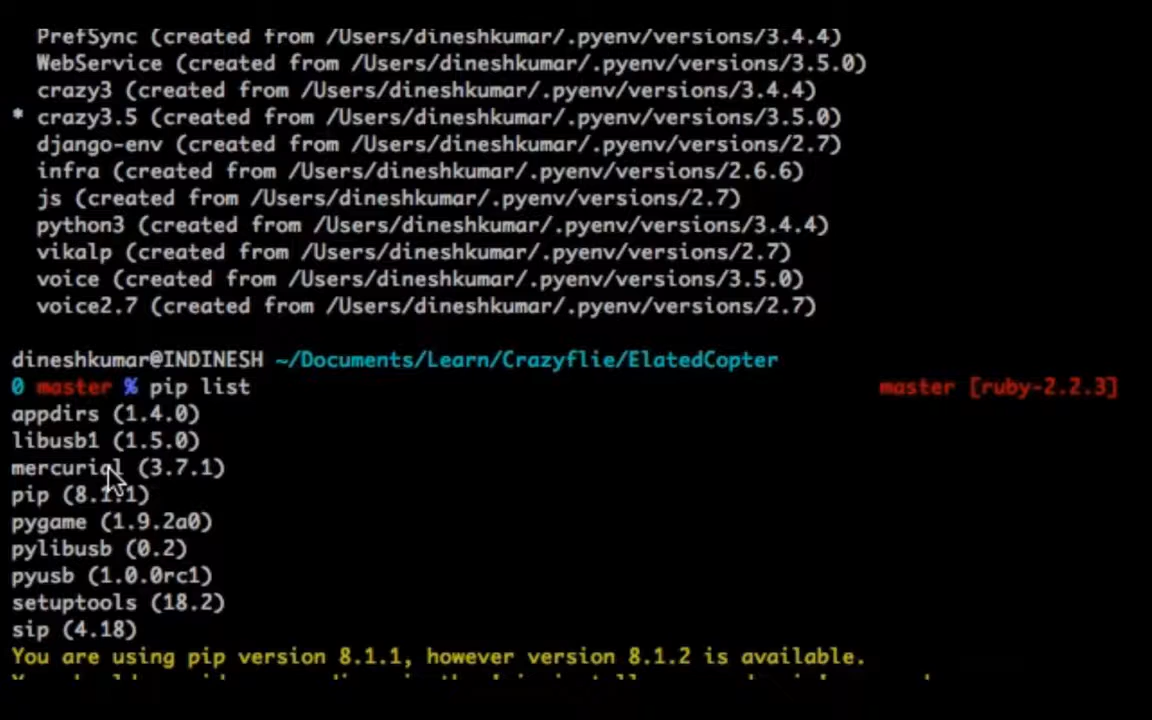 PrefSync (created from /Users/dineshkumar/.pyenv/versions/3.4.4)
WebService (created from /Users/dineshkumar/.pyenv/versions/3.5.0)
crazy3 (created from /Users/dineshkumar/.pyenv/versions/3.4.4)
* crazy3.5 (created from /Users/dineshkumar/.pyenv/versions/3.5.0)
django-env (created from /Users/dineshkumar/.pyenv/versions/2.7)
infra (created from /Users/dineshkumar/.pyenv/versions/2.6.6)
js (created from /Users/dineshkumar/.pyenv/versions/2.7)
python3 (created from /Users/dineshkumar/.pyenv/versions/3.4.4)
vikalp (created from /Users/dineshkumar/.pyenv/versions/2.7)
voice (created from /Users/dineshkumar/.pyenv/versions/3.5.0)
voice2.7 (created from /Users/dineshkumar/.pyenv/versions/2.7)
dineshkumar@INDINESH ~/Documents/Learn/Crazyflie/ElatedCopter
0 master % pip list master [ruby-2.2.3]
appdirs (1.4.0)
libusb1 (1.5.0)
mercurial (3.7.1)
pip (8.1.1)
pygame (1.9.2a0)
pylibusb (0.2)
pyusb (1.0.0rc1)
setuptools (18.2)
sip (4.18)
You are using pip version 8.1.1, however version 8.1.2 is available.